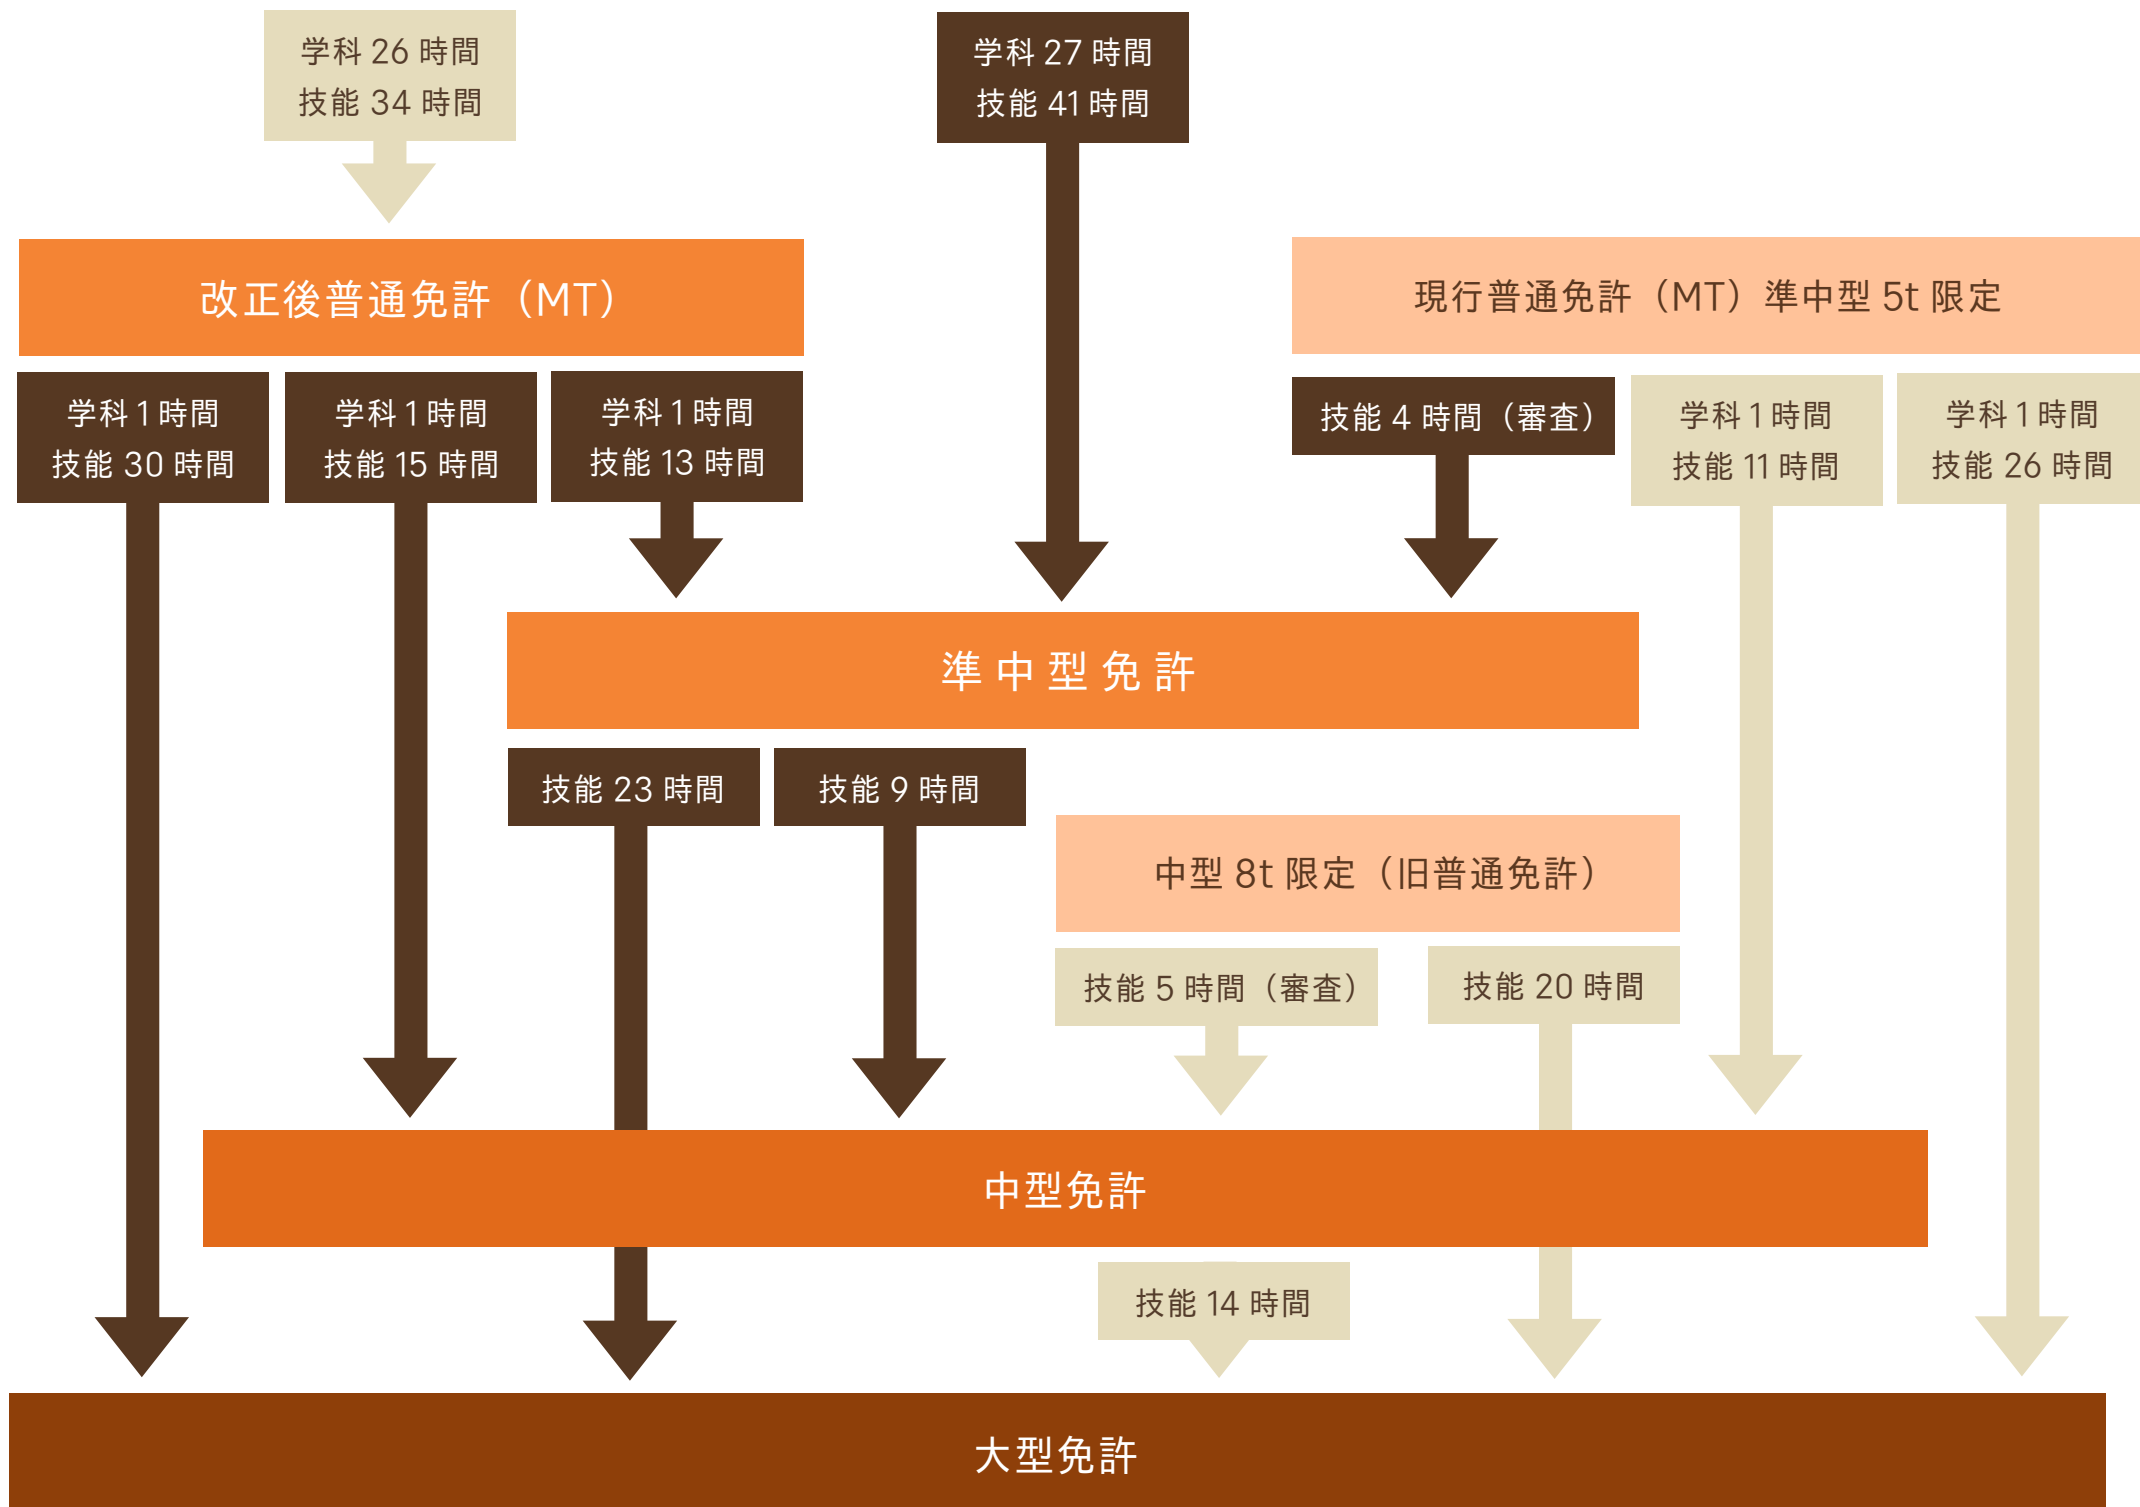 学科 26 時間
技能 34 時間
学科 27 時間
技能 41 時間
改正後普通免許（MT）
現行普通免許（MT）準中型 5t 限定
学科 1 時間
技能 30 時間
学科 1 時間
技能 15 時間
学科 1 時間
技能 13 時間
技能 4 時間（審査）
学科 1 時間
技能 11 時間
学科 1 時間
技能 26 時間
準中型免許
技能 23 時間
技能 9 時間
中型 8t 限定（旧普通免許）
技能 5 時間（審査）
技能 20 時間
中型免許
技能 14 時間
大型免許